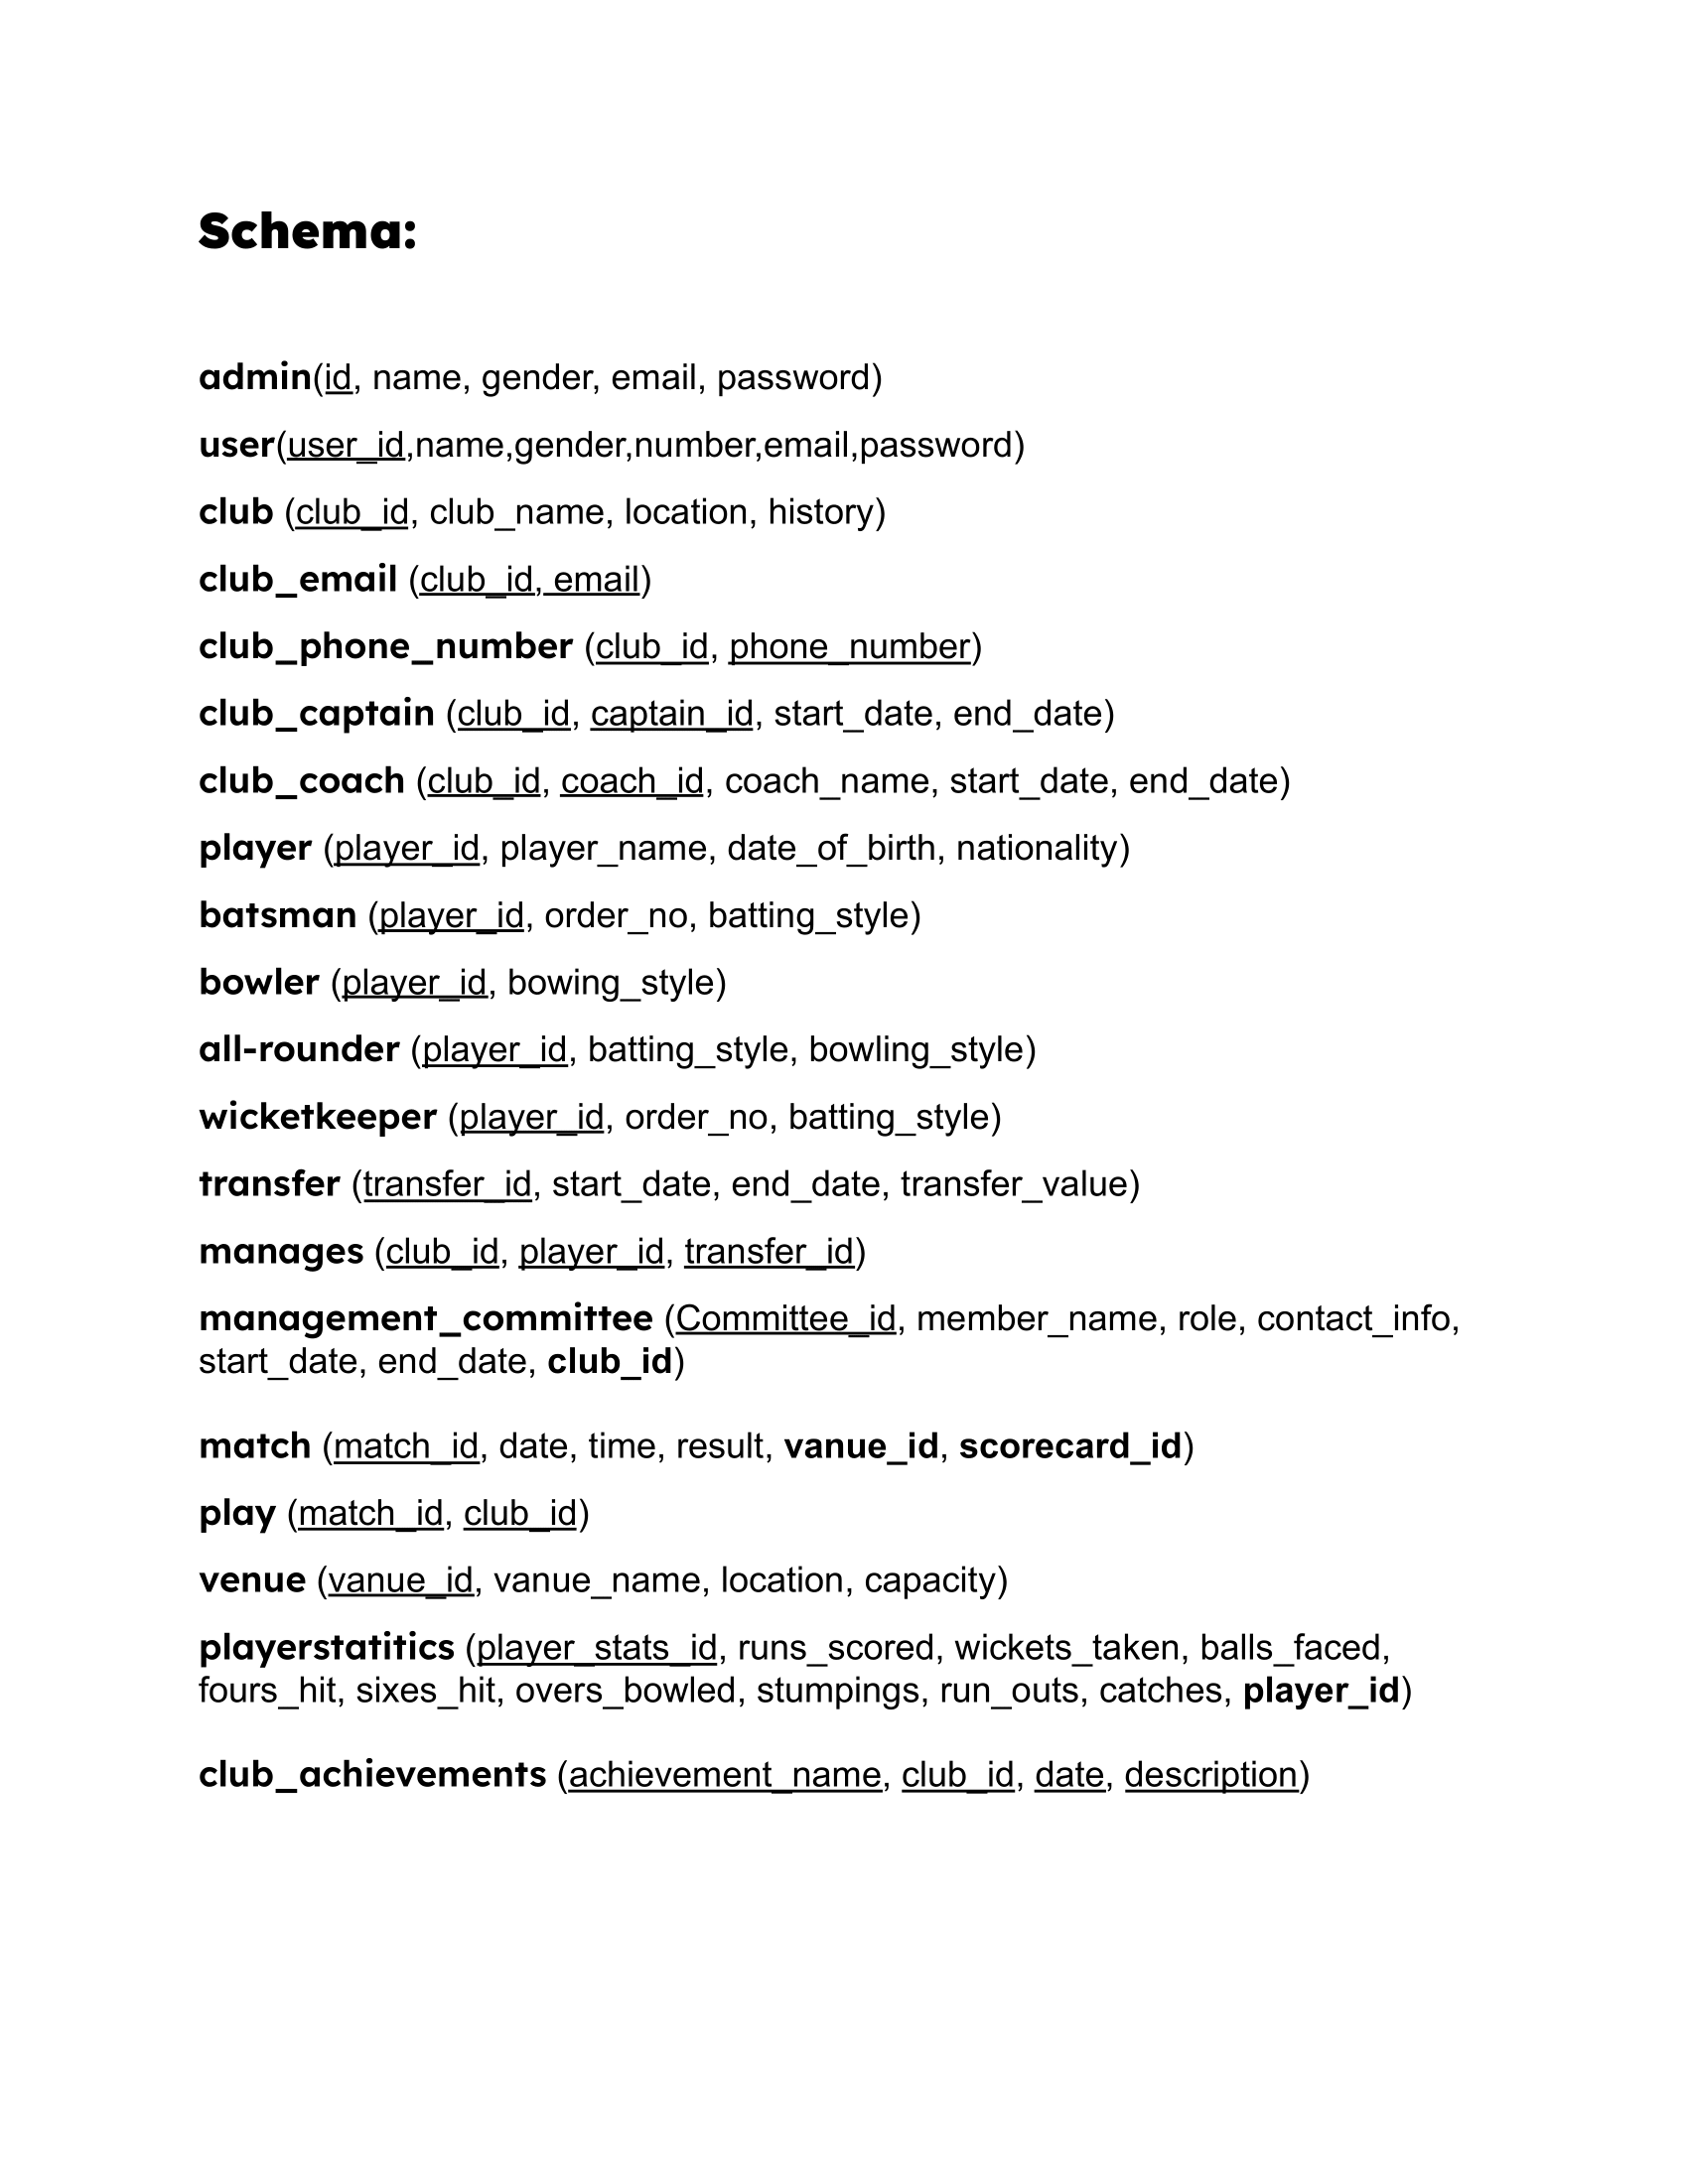 Schema:
admin(id, name, gender, email, password)
user(user_id,name,gender,number,email,password)
club (club_id, club_name, location, history)
club_email (club_id, email)
club_phone_number (club_id, phone_number)
club_captain (club_id, captain_id, start_date, end_date)
club_coach (club_id, coach_id, coach_name, start_date, end_date)
player (player_id, player_name, date_of_birth, nationality)
batsman (player_id, order_no, batting_style)
bowler (player_id, bowing_style)
all-rounder (player_id, batting_style, bowling_style)
wicketkeeper (player_id, order_no, batting_style)
transfer (transfer_id, start_date, end_date, transfer_value)
manages (club_id, player_id, transfer_id)
management_committee (Committee_id, member_name, role, contact_info,
start_date, end_date, club_id)
match (match_id, date, time, result, vanue_id, scorecard_id)
play (match_id, club_id)
venue (vanue_id, vanue_name, location, capacity)
playerstatitics (player_stats_id, runs_scored, wickets_taken, balls_faced,
fours_hit, sixes_hit, overs_bowled, stumpings, run_outs, catches, player_id)
club_achievements (achievement_name, club_id, date, description)